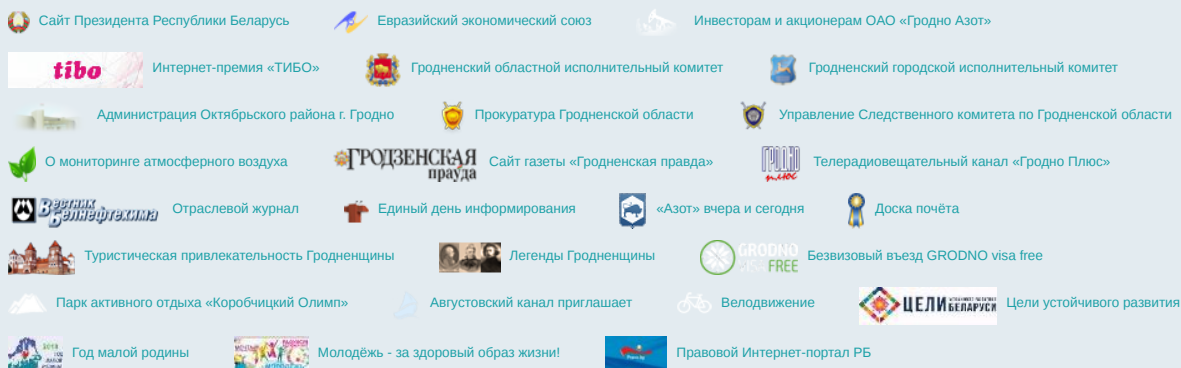 Сайт Президента Республики Беларусь Евразийский экономический союз Инвесторам и акционерам ОАО «Гродно Азот»
tibo Интернет-премия «ТИБО» Гродненский областной исполнительный комитет Гродненский городской исполнительный комитет
Администрация Октябрьского района г. Гродно Прокуратура Гродненской области Управление Следственного комитета по Гродненской области
О мониторинге атмосферного воздуха ГРОДЗЕНСКАЯ праўда Сайт газеты «Гродненская правда» ГРОДНО плюс Телерадиовещательный канал «Гродно Плюс»
Вестник Белнефтехима Отраслевой журнал Единый день информирования «Азот» вчера и сегодня Доска почёта
Туристическая привлекательность Гродненщины Легенды Гродненщины GRODNO VISA FREE Безвизовый въезд GRODNO visa free
Парк активного отдыха «Коробчицкий Олимп» Августовский канал приглашает Велодвижение ЦЕЛИ БЕЛАРУСИ Цели устойчивого развития
Год малой родины Молодёжь - за здоровый образ жизни! Правовой Интернет-портал РБ